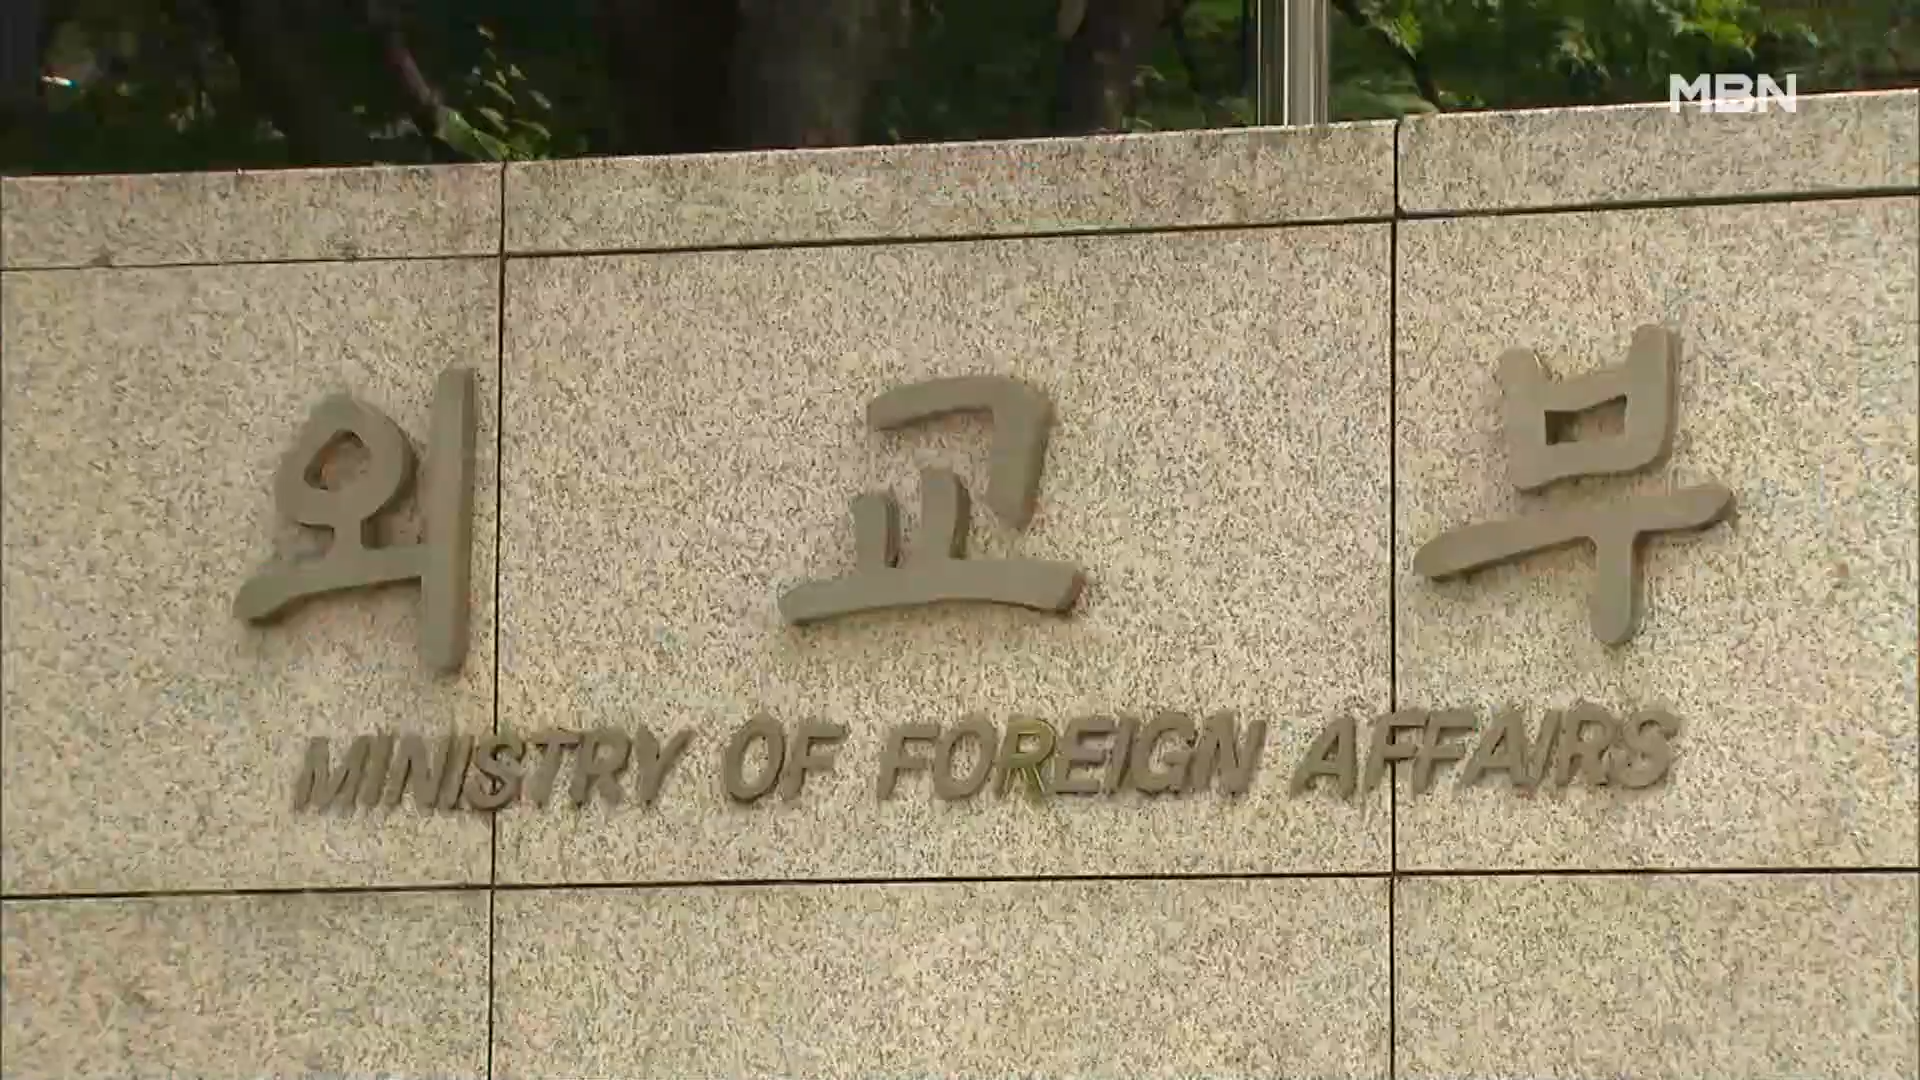 MBN
외교부
MINISTRY OF FOREIGN AFFAIRS